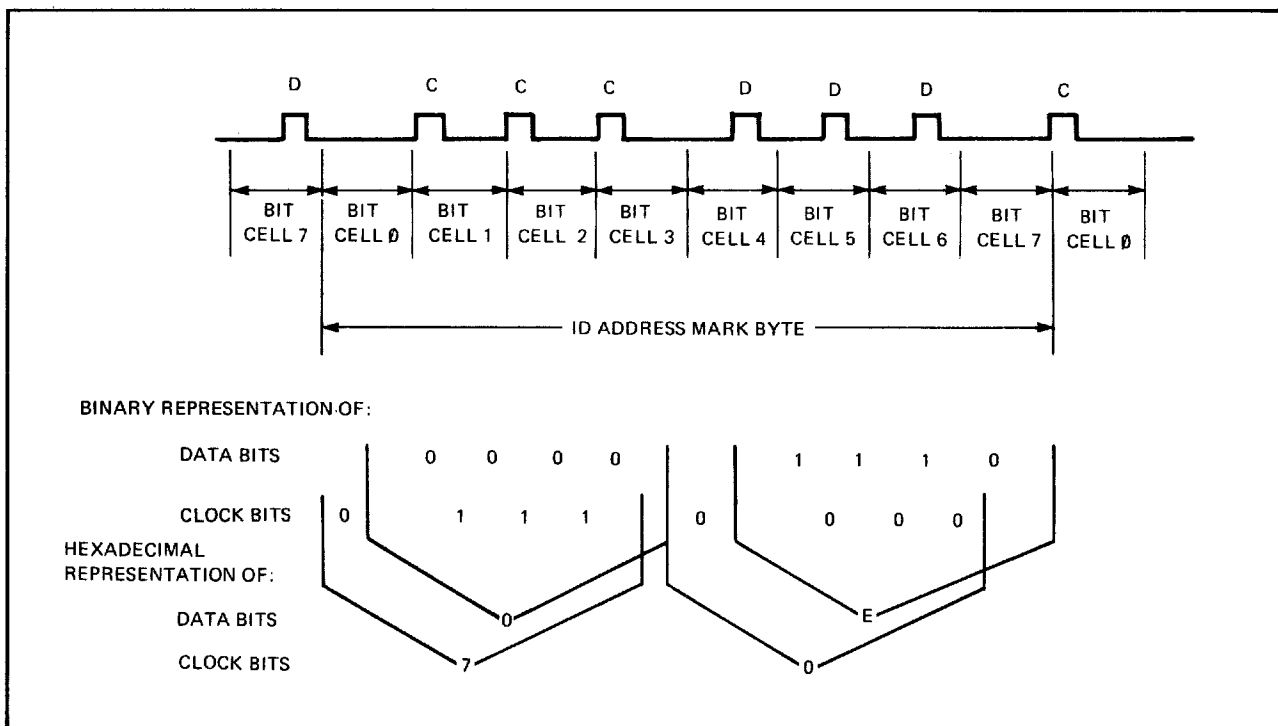 D C C C D D D C
BIT CELL 7 BIT CELL Ø BIT CELL 1 BIT CELL 2 BIT CELL 3 BIT CELL 4 BIT CELL 5 BIT CELL 6 BIT CELL 7 BIT CELL Ø
ID ADDRESS MARK BYTE
BINARY REPRESENTATION OF:
DATA BITS 0 0 0 0 1 1 1 0
CLOCK BITS 0 1 1 1 0 0 0 0
HEXADECIMAL
REPRESENTATION OF:
DATA BITS 0 E
CLOCK BITS 7 0